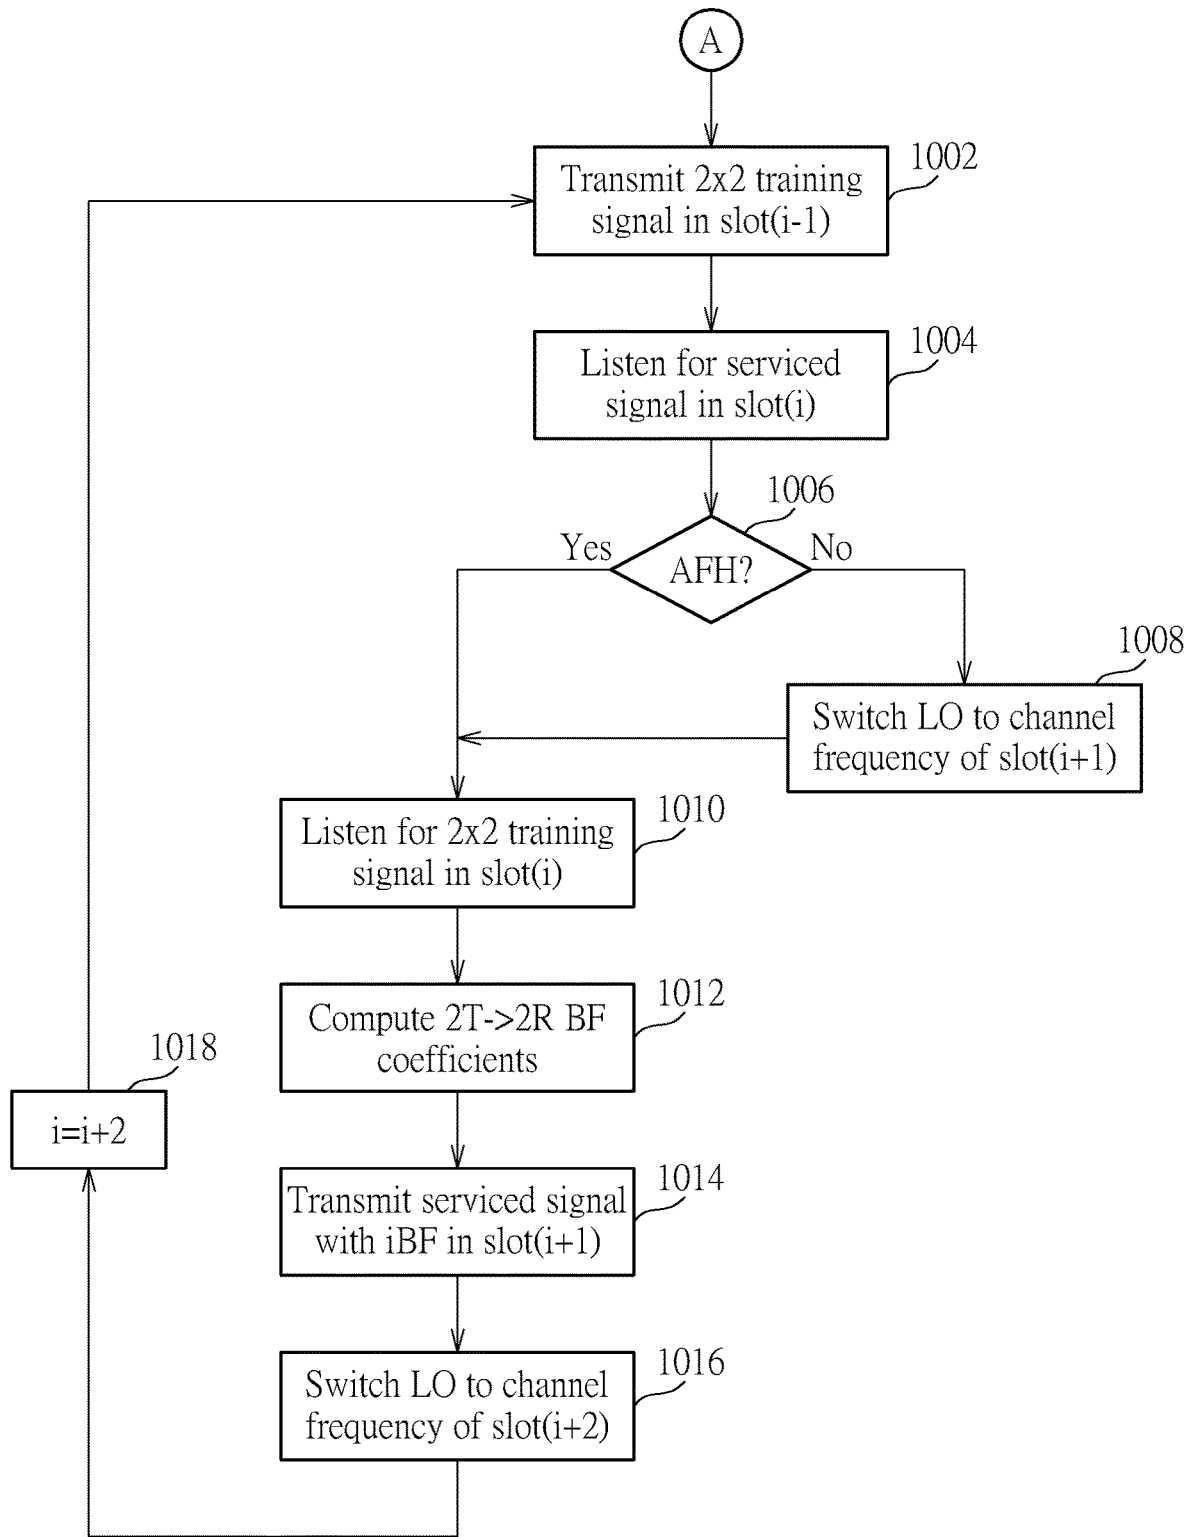 A
1002
Transmit 2x2 training
signal in slot(i-1)
1004
Listen for serviced
signal in slot(i)
1006
Yes
AFH?
No
1008
Switch LO to channel
frequency of slot(i+1)
1010
Listen for 2x2 training
signal in slot(i)
1012
Compute 2T->2R BF
coefficients
1018
i=i+2
1014
Transmit serviced signal
with iBF in slot(i+1)
1016
Switch LO to channel
frequency of slot(i+2)